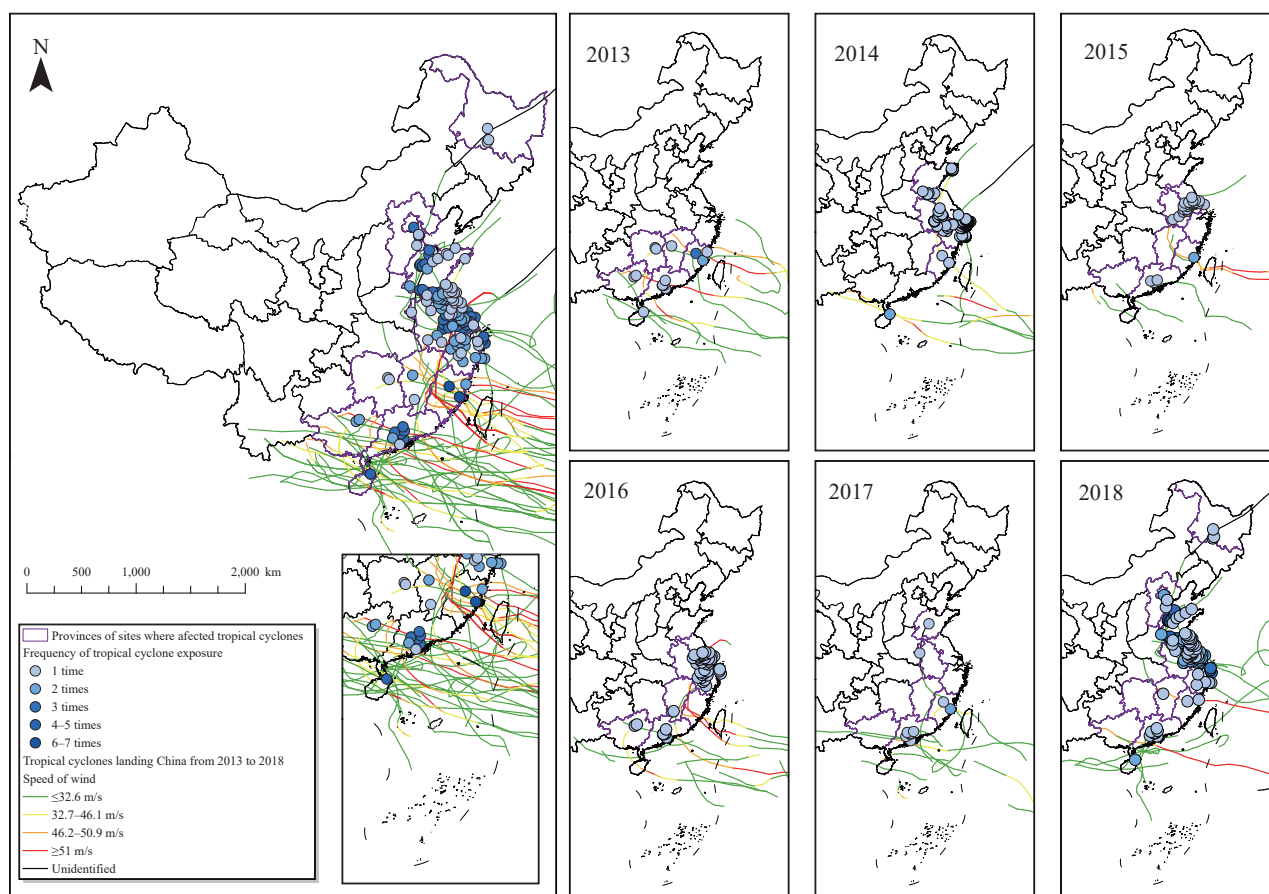 N
2013
2014
2015
2016
2017
2018
0 500 1,000 2,000 km
Provinces of sites where afected tropical cyclones
Frequency of tropical cyclone exposure
1 time
2 times
3 times
4–5 times
6–7 times
Tropical cyclones landing China from 2013 to 2018
Speed of wind
≤32.6 m/s
32.7–46.1 m/s
46.2–50.9 m/s
≥51 m/s
Unidentified